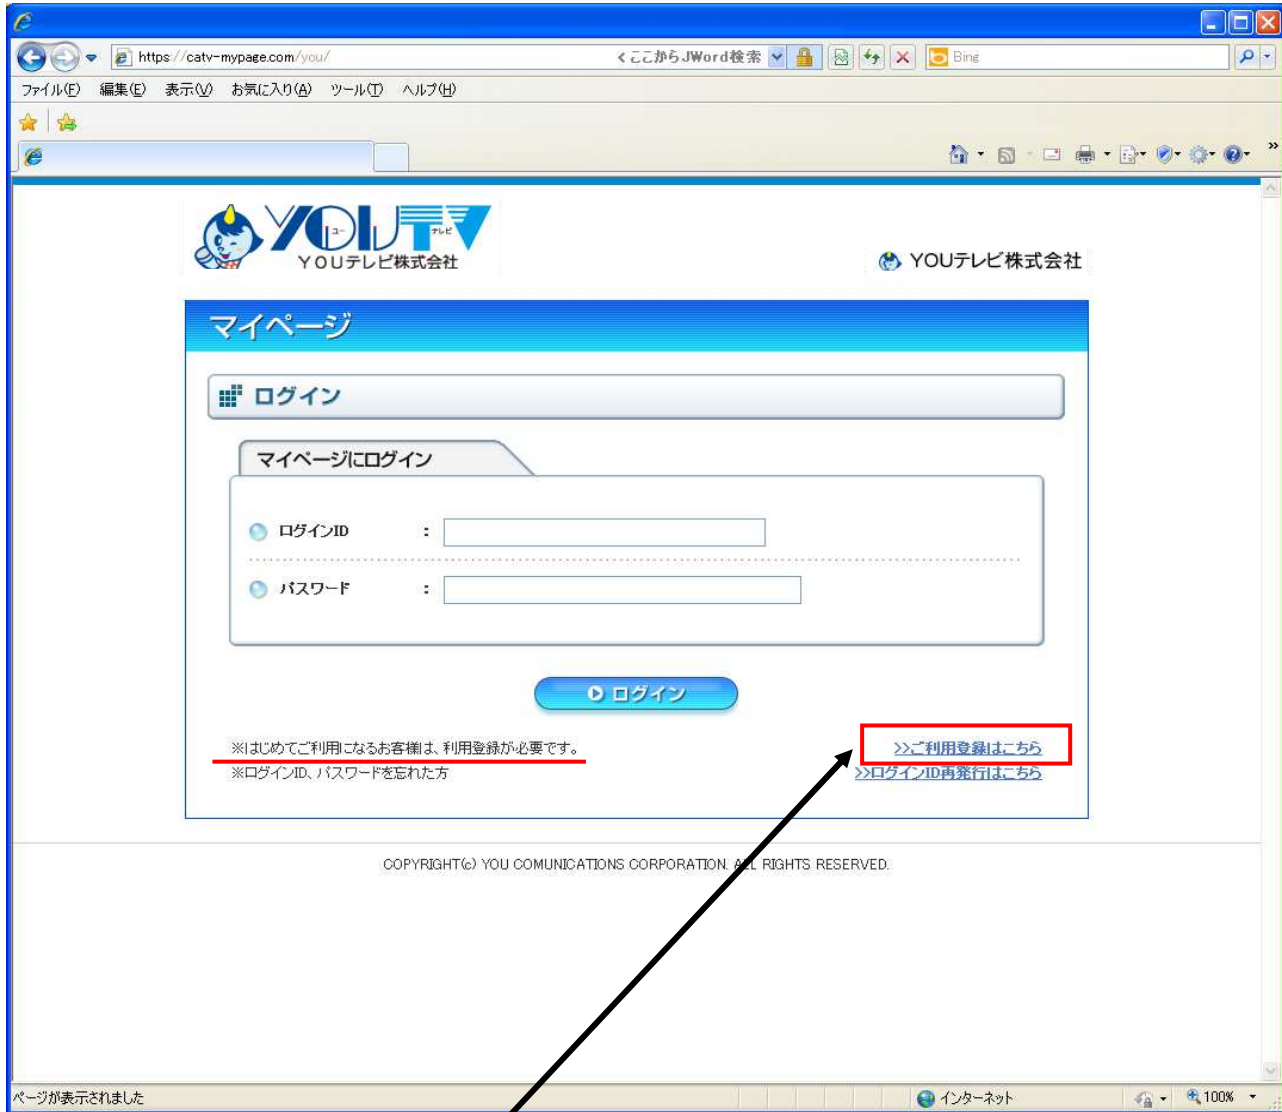 https://catv-mypage.com/you/
くここからJWord検索
Bing
ファイル(F) 編集(E) 表示(V) お気に入り(A) ツール(T) ヘルプ(H)
YOUTV
ユー テレビ
YOUテレビ株式会社
YOUテレビ株式会社
マイページ
ログイン
マイページにログイン
ログインID :
パスワード :
ログイン
※はじめてご利用になるお客様は、利用登録が必要です。 >>ご利用登録はこちら
※ログインID、パスワードを忘れた方 >>ログインID再発行はこちら
COPYRIGHT(c) YOU COMUNICATIONS CORPORATION. ALL RIGHTS RESERVED.
ページが表示されました インターネット 100%